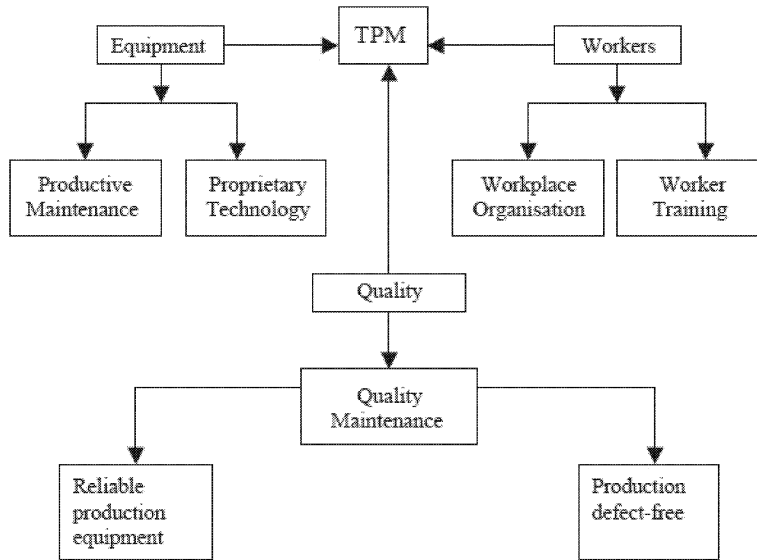 Equipment
TPM
Workers
Productive
Maintenance
Proprietary
Technology
Workplace
Organisation
Worker
Training
Quality
Quality
Maintenance
Reliable
production
equipment
Production
defect-free